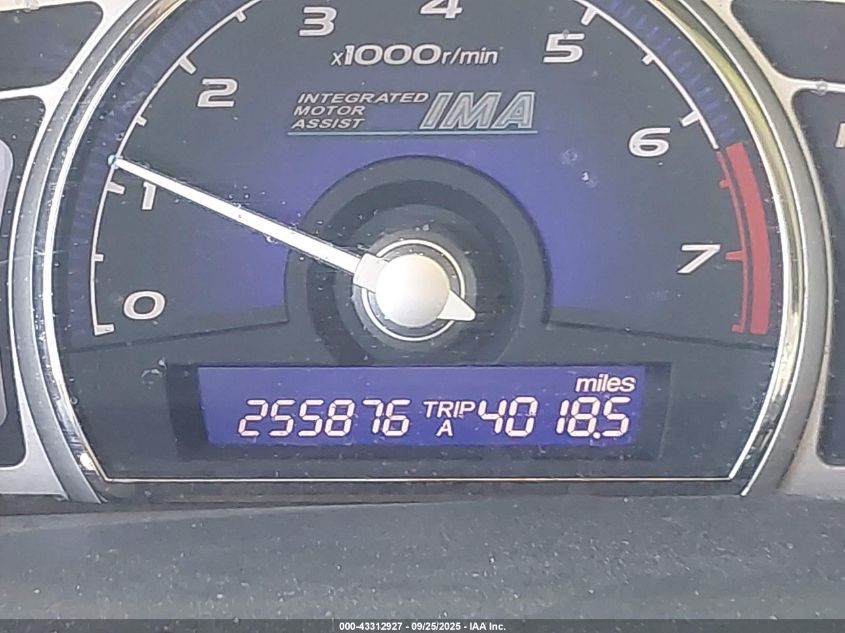 4
3
5
x1000r/min
2
INTEGRATED
MOTOR
ASSIST
IMA
6
1
7
0
miles
255876 TRIP A 4018.5
000-43312927 - 09/25/2025 - IAA Inc.